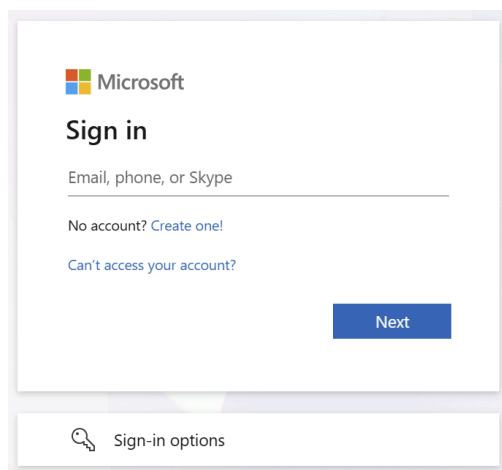 Microsoft
Sign in
Email, phone, or Skype
No account? Create one!
Can't access your account?
Next
Sign-in options